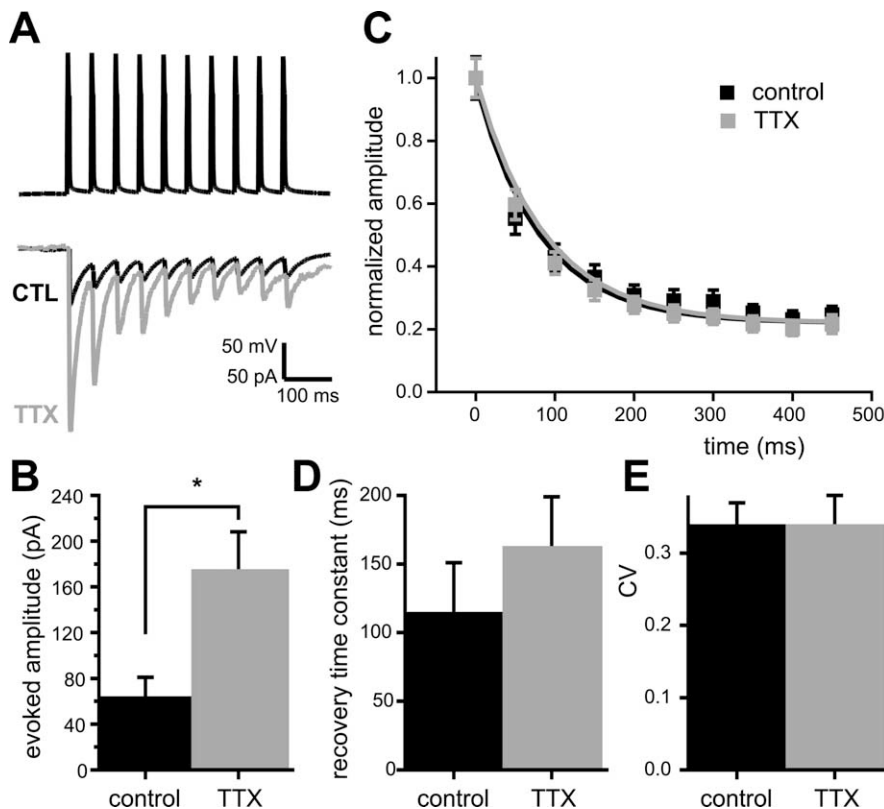 A
CTL
TTX
50 mV
50 pA
100 ms
C
normalized amplitude
1.0
0.8
0.6
0.4
0.2
0.0
0
100
200
300
400
500
time (ms)
control
TTX
B
evoked amplitude (pA)
240
200
160
120
80
40
0
*
control
TTX
D
recovery time constant (ms)
200
150
100
50
0
control
TTX
E
CV
0.3
0.2
0.1
0.0
control
TTX